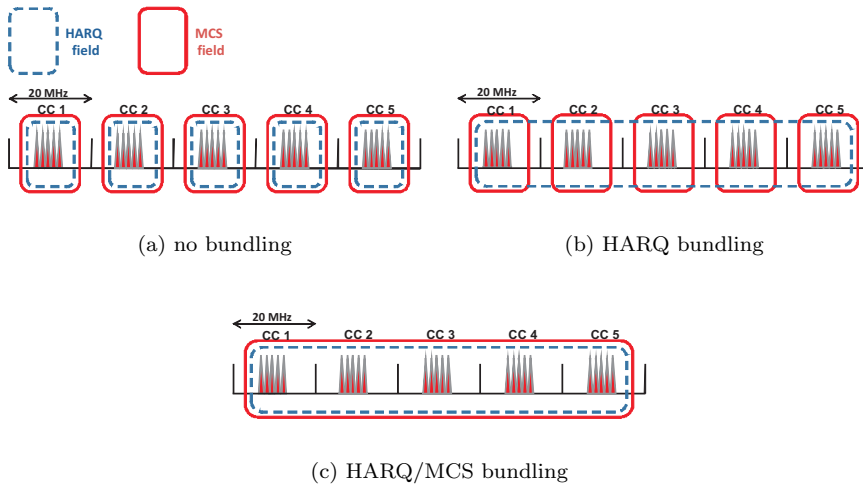 HARQ
field
MCS
field
20 MHz
CC 1
CC 2
CC 3
CC 4
CC 5
(a) no bundling
20 MHz
CC 1
CC 2
CC 3
CC 4
CC 5
(b) HARQ bundling
20 MHz
CC 1
CC 2
CC 3
CC 4
CC 5
(c) HARQ/MCS bundling